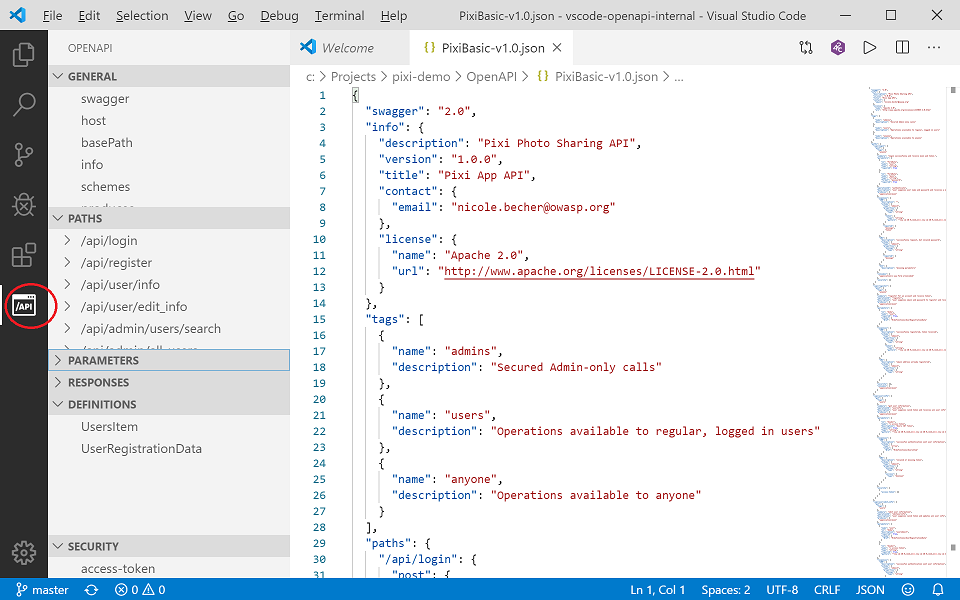 File Edit Selection View Go Debug Terminal Help PixiBasic-v1.0.json - vscode-openapi-internal - Visual Studio Code
OPENAPI
GENERAL
swagger
host
basePath
info
schemes
PATHS
/api/login
/api/register
/api/user/info
/api/user/edit_info
/api/admin/users/search
PARAMETERS
RESPONSES
DEFINITIONS
UsersItem
UserRegistrationData
SECURITY
access-token
/API
Welcome { } PixiBasic-v1.0.json
c: > Projects > pixi-demo > OpenAPI > { } PixiBasic-v1.0.json > ...
1 {
2 "swagger": "2.0",
3 "info": {
4 "description": "Pixi Photo Sharing API",
5 "version": "1.0.0",
6 "title": "Pixi App API",
7 "contact": {
8 "email": "nicole.becher@owasp.org"
9 },
10 "license": {
11 "name": "Apache 2.0",
12 "url": "http://www.apache.org/licenses/LICENSE-2.0.html"
13 }
14 },
15 "tags": [
16 {
17 "name": "admins",
18 "description": "Secured Admin-only calls"
19 },
20 {
21 "name": "users",
22 "description": "Operations available to regular, logged in users"
23 },
24 {
25 "name": "anyone",
26 "description": "Operations available to anyone"
27 }
28 ],
29 "paths": {
30 "/api/login": {
31 "post": {
master 0 0 Ln 1, Col 1 Spaces: 2 UTF-8 CRLF JSON